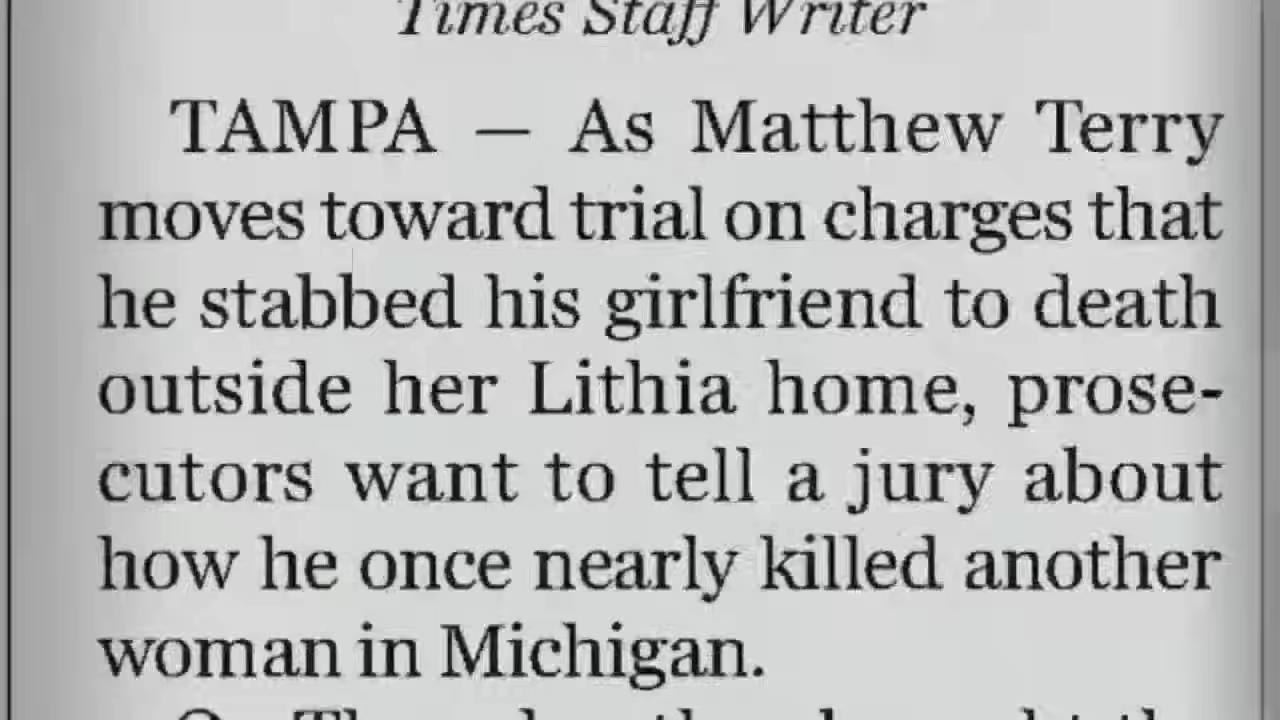 Times Staff Writer
TAMPA — As Matthew Terry
moves toward trial on charges that
he stabbed his girlfriend to death
outside her Lithia home, prose-
cutors want to tell a jury about
how he once nearly killed another
woman in Michigan.